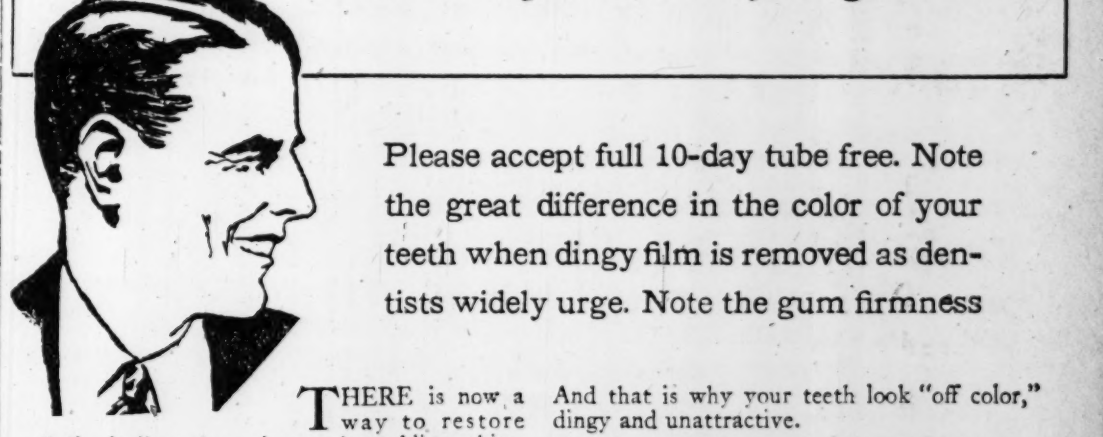 Please accept full 10-day tube free. Note
the great difference in the color of your
teeth when dingy film is removed as den-
tists widely urge. Note the gum firmness
THERE is now a
way to restore
And that is why your teeth look "off color,"
dingy and unattractive.